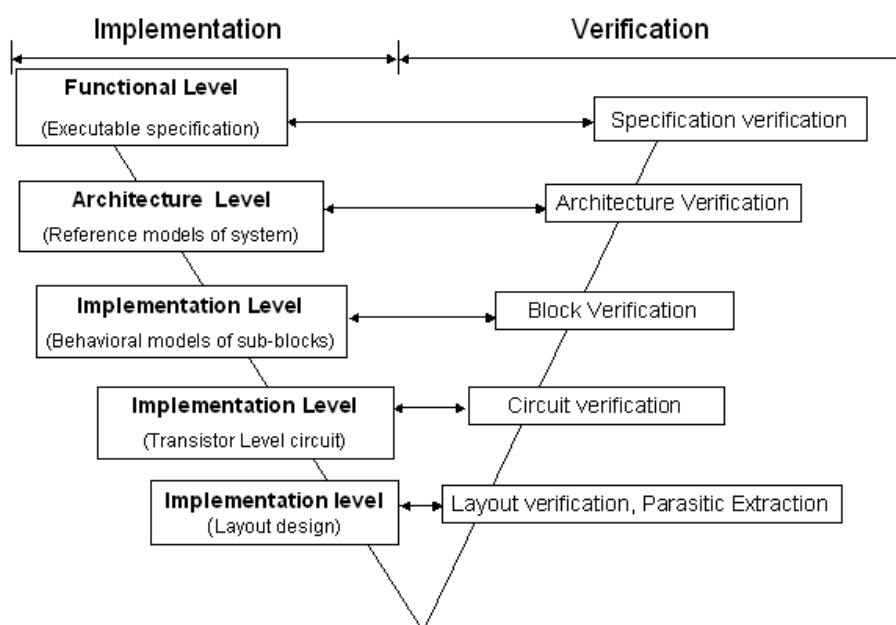 Implementation
Verification
Functional Level
(Executable specification)
Specification verification
Architecture Level
(Reference models of system)
Architecture Verification
Implementation Level
(Behavioral models of sub-blocks)
Block Verification
Implementation Level
(Transistor Level circuit)
Circuit verification
Implementation level
(Layout design)
Layout verification, Parasitic Extraction